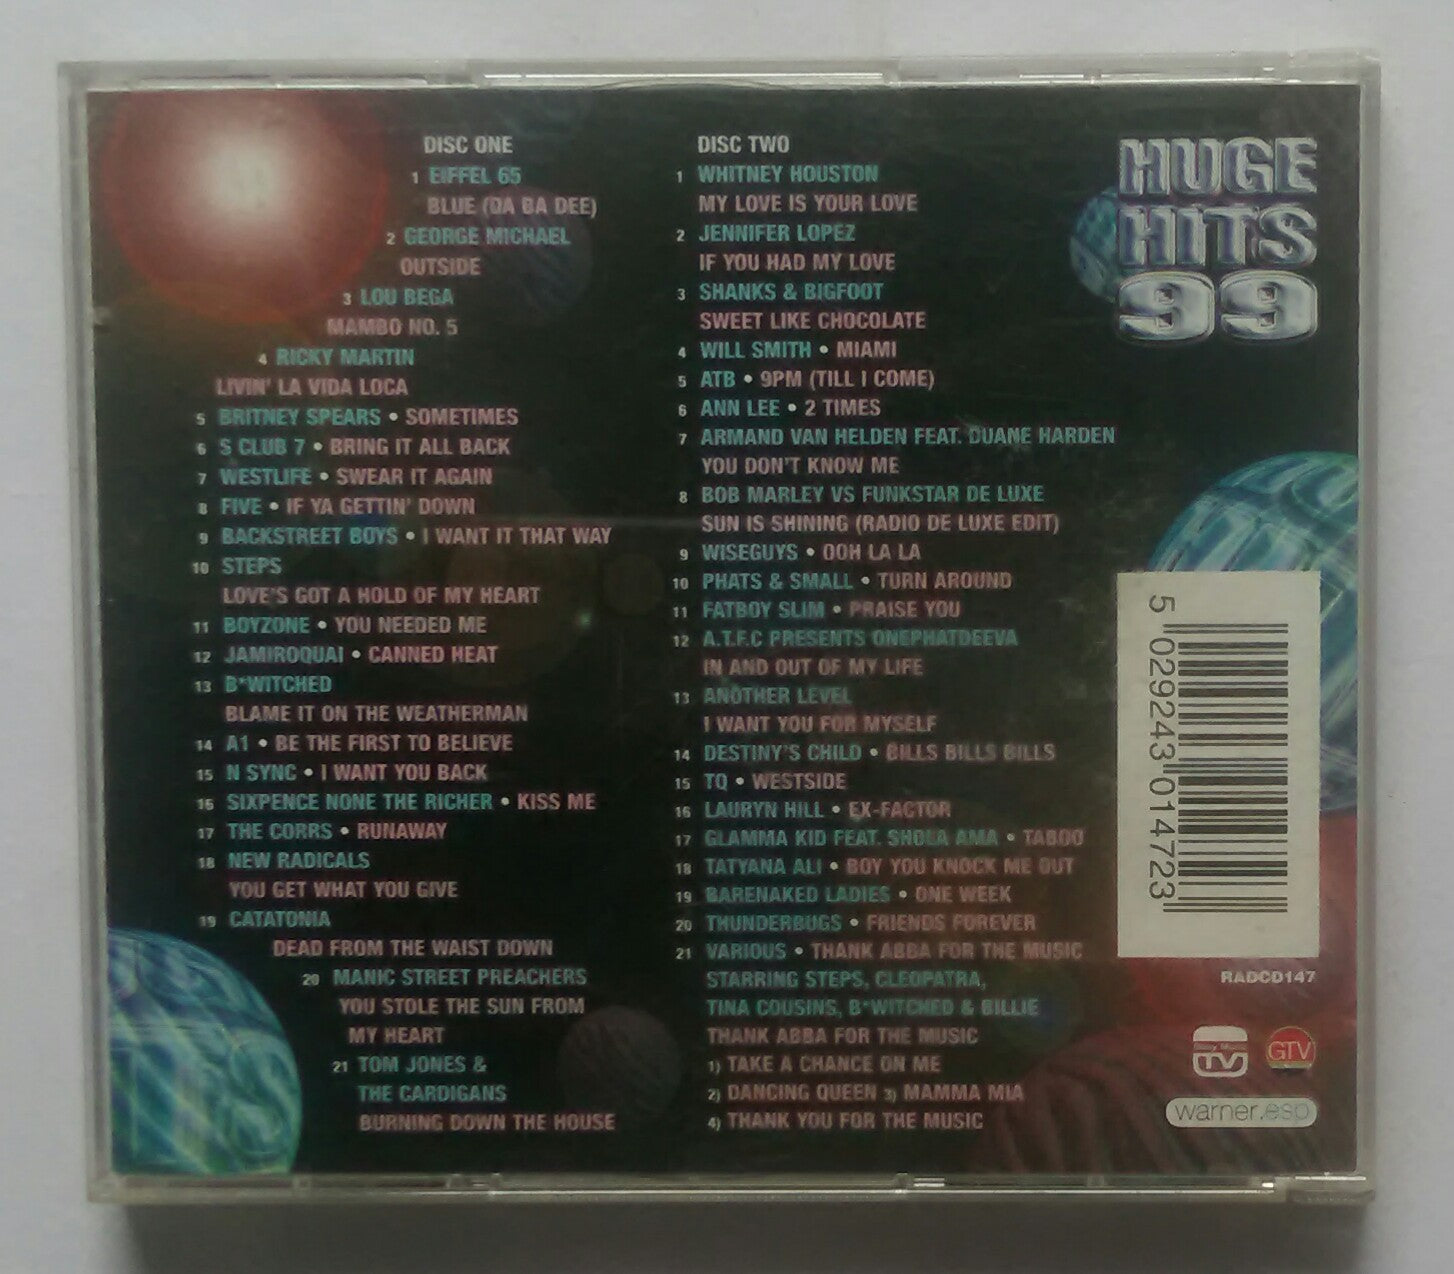 DISC ONE
1 EIFFEL 65
BLUE (DA BA DEE)
2 GEORGE MICHAEL
OUTSIDE
3 LOU BEGA
MAMBO NO. 5
4 RICKY MARTIN
LIVIN' LA VIDA LOCA
5 BRITNEY SPEARS • SOMETIMES
6 S CLUB 7 • BRING IT ALL BACK
7 WESTLIFE • SWEAR IT AGAIN
8 FIVE • IF YA GETTIN' DOWN
9 BACKSTREET BOYS • I WANT IT THAT WAY
10 STEPS
LOVE'S GOT A HOLD OF MY HEART
11 BOYZONE • YOU NEEDED ME
12 JAMIROQUAI • CANNED HEAT
13 B*WITCHED
BLAME IT ON THE WEATHERMAN
14 A1 • BE THE FIRST TO BELIEVE
15 N SYNC • I WANT YOU BACK
16 SIXPENCE NONE THE RICHER • KISS ME
17 THE CORRS • RUNAWAY
18 NEW RADICALS
YOU GET WHAT YOU GIVE
19 CATATONIA
DEAD FROM THE WAIST DOWN
20 MANIC STREET PREACHERS
YOU STOLE THE SUN FROM
MY HEART
21 TOM JONES &
THE CARDIGANS
BURNING DOWN THE HOUSE
DISC TWO
1 WHITNEY HOUSTON
MY LOVE IS YOUR LOVE
2 JENNIFER LOPEZ
IF YOU HAD MY LOVE
3 SHANKS & BIGFOOT
SWEET LIKE CHOCOLATE
4 WILL SMITH • MIAMI
5 ATB • 9PM (TILL I COME)
6 ANN LEE • 2 TIMES
7 ARMAND VAN HELDEN FEAT. DUANE HARDEN
YOU DON'T KNOW ME
8 BOB MARLEY VS FUNKSTAR DE LUXE
SUN IS SHINING (RADIO DE LUXE EDIT)
9 WISEGUYS • OOH LA LA
10 PHATS & SMALL • TURN AROUND
11 FATBOY SLIM • PRAISE YOU
12 A.T.F.C PRESENTS ONEPHATDEEVA
IN AND OUT OF MY LIFE
13 ANOTHER LEVEL
I WANT YOU FOR MYSELF
14 DESTINY'S CHILD • BILLS BILLS BILLS
15 TQ • WESTSIDE
16 LAURYN HILL • EX-FACTOR
17 GLAMMA KID FEAT. SHOLA AMA • TABOO
18 TATYANA ALI • BOY YOU KNOCK ME OUT
19 BARENAKED LADIES • ONE WEEK
20 THUNDERBUGS • FRIENDS FOREVER
21 VARIOUS • THANK ABBA FOR THE MUSIC
STARRING STEPS, CLEOPATRA,
TINA COUSINS, B*WITCHED & BILLIE
THANK ABBA FOR THE MUSIC
1) TAKE A CHANCE ON ME
2) DANCING QUEEN 3) MAMMA MIA
4) THANK YOU FOR THE MUSIC
HUGE
HITS
99
5 029243 014723
RADCD147
Sony Music
TV
GTV
warner.esp